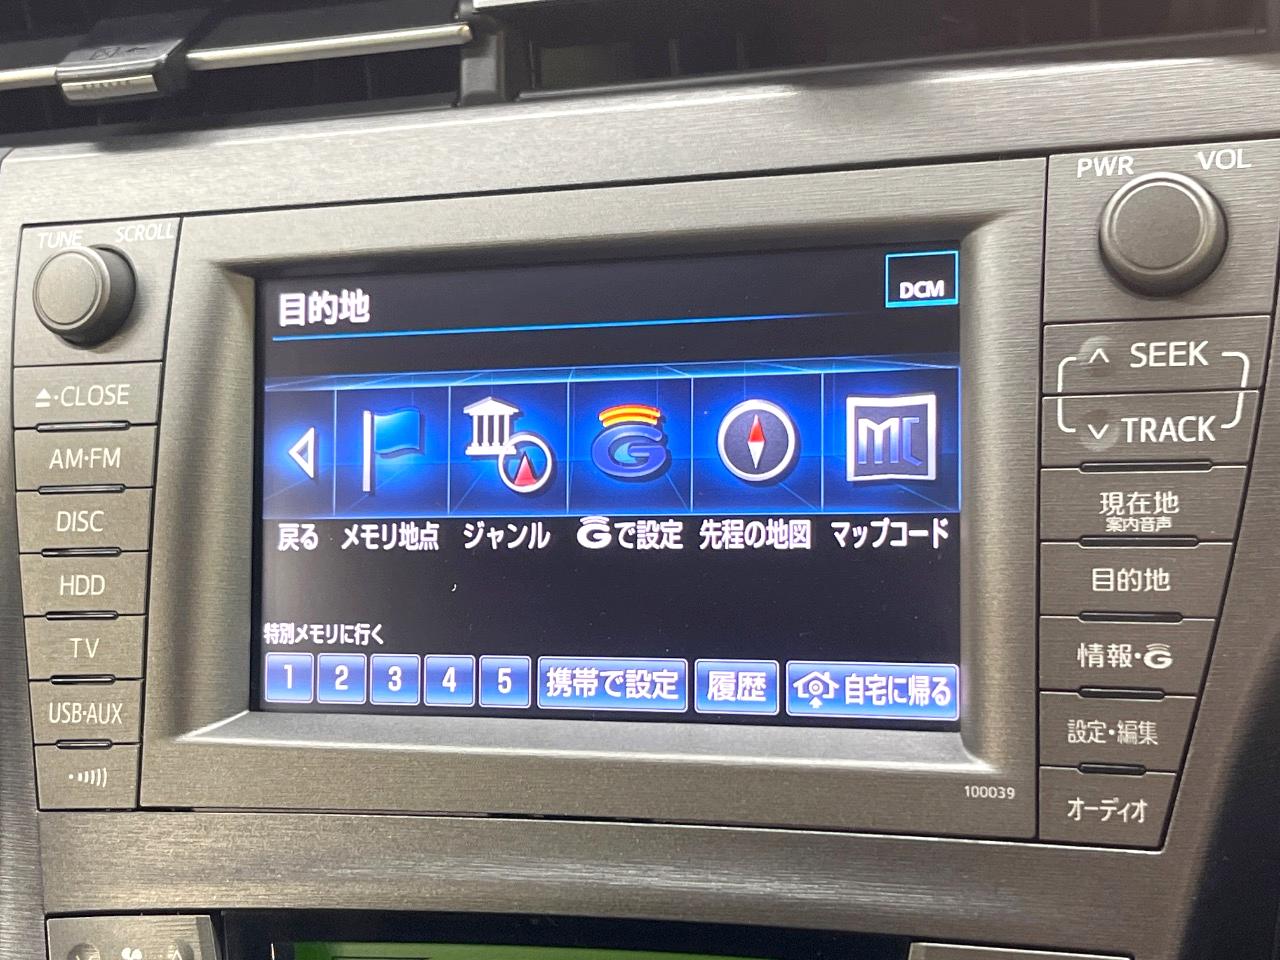 PWR VOL
TUNE SCROLL
目的地
DCM
CLOSE
AM・FM
DISC
HDD
TV
USB・AUX
戻る メモリ地点 ジャンル Gで設定 先程の地図 マップコード
MC
特別メモリに行く
1 2 3 4 5 携帯で設定 履歴 自宅に帰る
100039
SEEK
TRACK
現在地
案内音声
目的地
情報・G
設定・編集
オーディオ